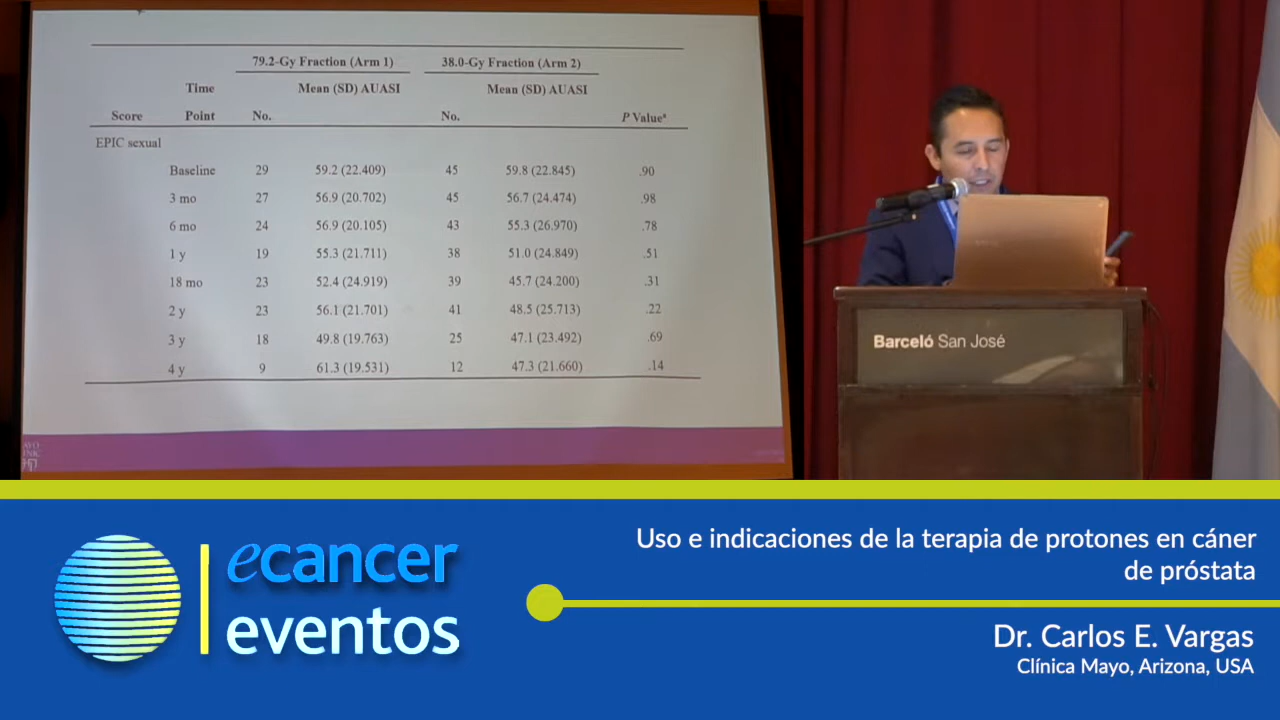 79.2-Gy Fraction (Arm 1) 38.0-Gy Fraction (Arm 2)
Time Mean (SD) AUASI Mean (SD) AUASI
Score Point No. No. P Valueª
EPIC sexual
Baseline 29 59.2 (22.409) 45 59.8 (22.845) .90
3 mo 27 56.9 (20.702) 45 56.7 (24.474) .98
6 mo 24 56.9 (20.105) 43 55.3 (26.970) .78
1 y 19 55.3 (21.711) 38 51.0 (24.849) .51
18 mo 23 52.4 (24.919) 39 45.7 (24.200) .31
2 y 23 56.1 (21.701) 41 48.5 (25.713) .22
3 y 18 49.8 (19.763) 25 47.1 (23.492) .69
4 y 9 61.3 (19.531) 12 47.3 (21.660) .14
Barceló San José
ecancer
eventos
Uso e indicaciones de la terapia de protones en cáner
de próstata
Dr. Carlos E. Vargas
Clínica Mayo, Arizona, USA